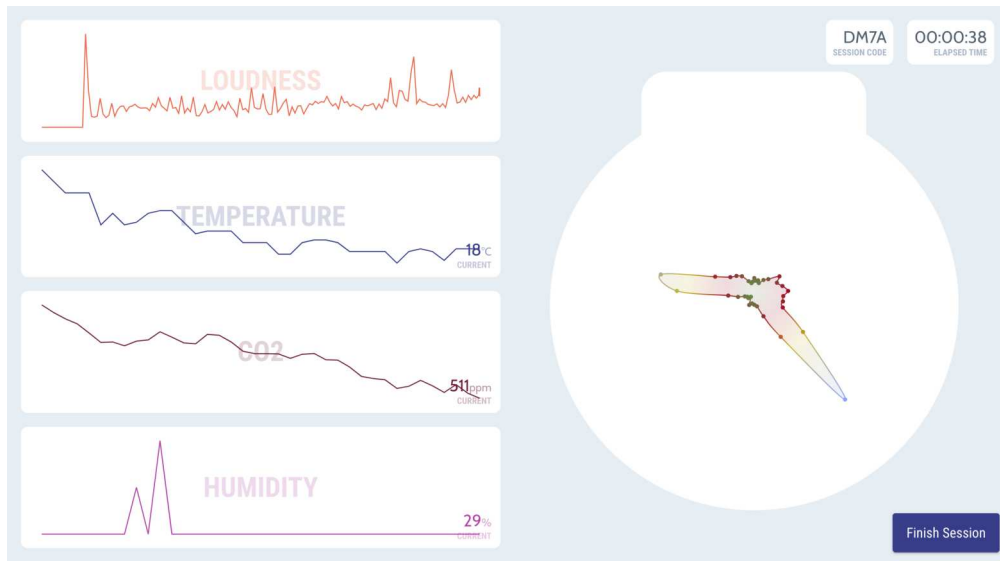 LOUDNESS
TEMPERATURE
18°C
CURRENT
CO2
511ppm
CURRENT
HUMIDITY
29%
CURRENT
DM7A
SESSION CODE
00:00:38
ELAPSED TIME
Finish Session